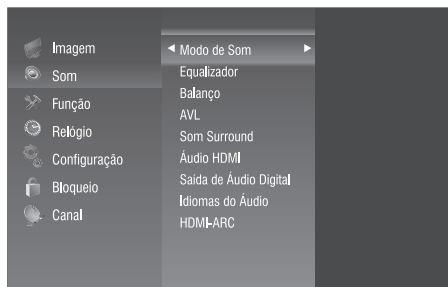 Imagem
Som
Função
Relógio
Configuração
Bloqueio
Canal
Modo de Som
Equalizador
Balanço
AVL
Som Surround
Áudio HDMI
Saída de Áudio Digital
Idiomas do Áudio
HDMI-ARC